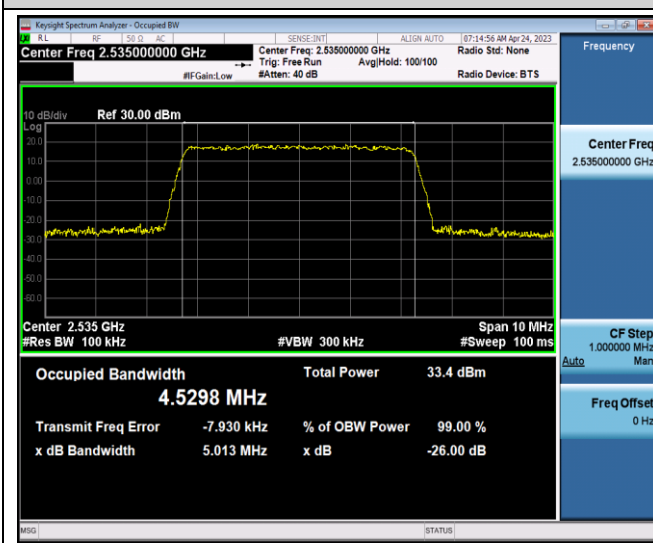 Keysight Spectrum Analyzer - Occupied BW
RL RF 50 Ω AC SENSE:INT ALIGN AUTO 07:14:56 AM Apr 24, 2023
Center Freq 2.535000000 GHz Center Freq: 2.535000000 GHz Radio Std: None
Trig: Free Run Avg|Hold: 100/100
#IFGain:Low #Atten: 40 dB Radio Device: BTS
Frequency
10 dB/div Ref 30.00 dBm
Log
20.0
10.0
0.00
-10.0
-20.0
-30.0
-40.0
-50.0
-60.0
Center 2.535 GHz Span 10 MHz
#Res BW 100 kHz #VBW 300 kHz #Sweep 100 ms
Center Freq
2.535000000 GHz
CF Step
1.000000 MHz
Auto Man
Freq Offset
0 Hz
Occupied Bandwidth Total Power 33.4 dBm
4.5298 MHz
Transmit Freq Error -7.930 kHz % of OBW Power 99.00 %
x dB Bandwidth 5.013 MHz x dB -26.00 dB
MSG STATUS